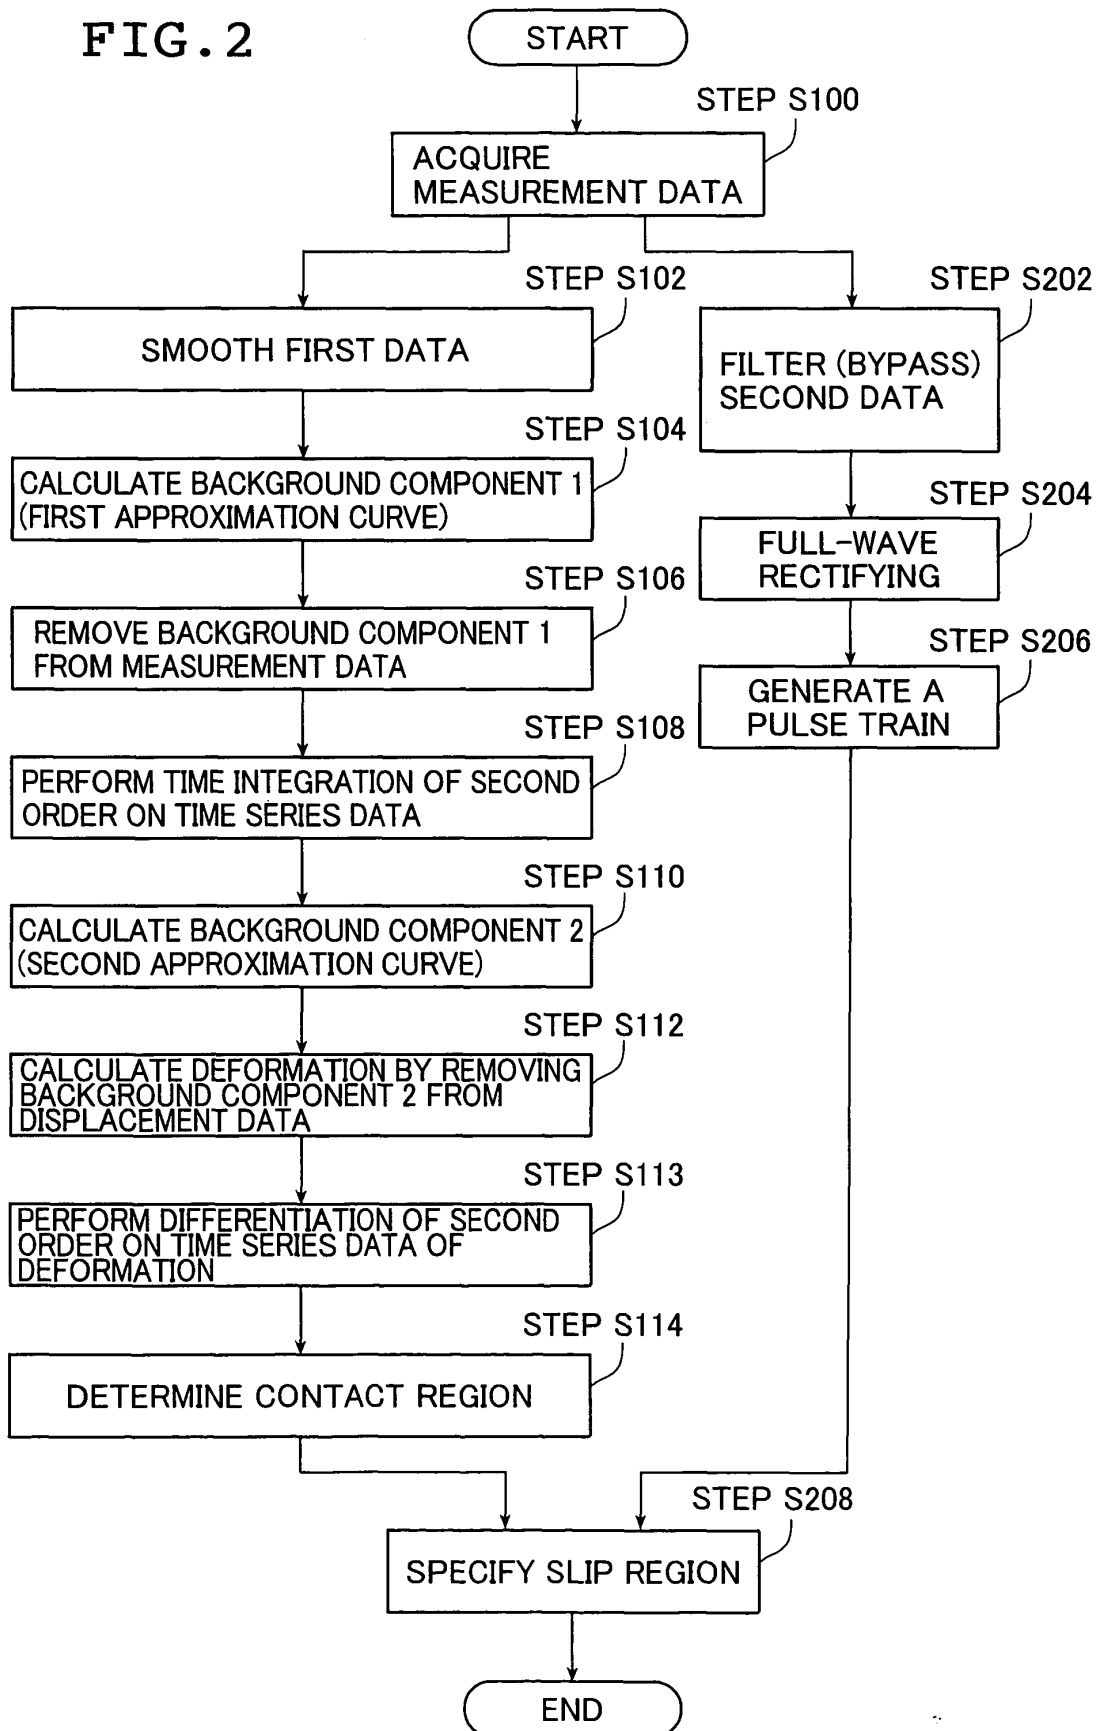 FIG.2
START
STEP S100
ACQUIRE
MEASUREMENT DATA
STEP S102
SMOOTH FIRST DATA
STEP S104
CALCULATE BACKGROUND COMPONENT 1
(FIRST APPROXIMATION CURVE)
STEP S106
REMOVE BACKGROUND COMPONENT 1
FROM MEASUREMENT DATA
STEP S108
PERFORM TIME INTEGRATION OF SECOND
ORDER ON TIME SERIES DATA
STEP S110
CALCULATE BACKGROUND COMPONENT 2
(SECOND APPROXIMATION CURVE)
STEP S112
CALCULATE DEFORMATION BY REMOVING
BACKGROUND COMPONENT 2 FROM
DISPLACEMENT DATA
STEP S113
PERFORM DIFFERENTIATION OF SECOND
ORDER ON TIME SERIES DATA OF
DEFORMATION
STEP S114
DETERMINE CONTACT REGION
STEP S202
FILTER (BYPASS)
SECOND DATA
STEP S204
FULL-WAVE
RECTIFYING
STEP S206
GENERATE A
PULSE TRAIN
STEP S208
SPECIFY SLIP REGION
END